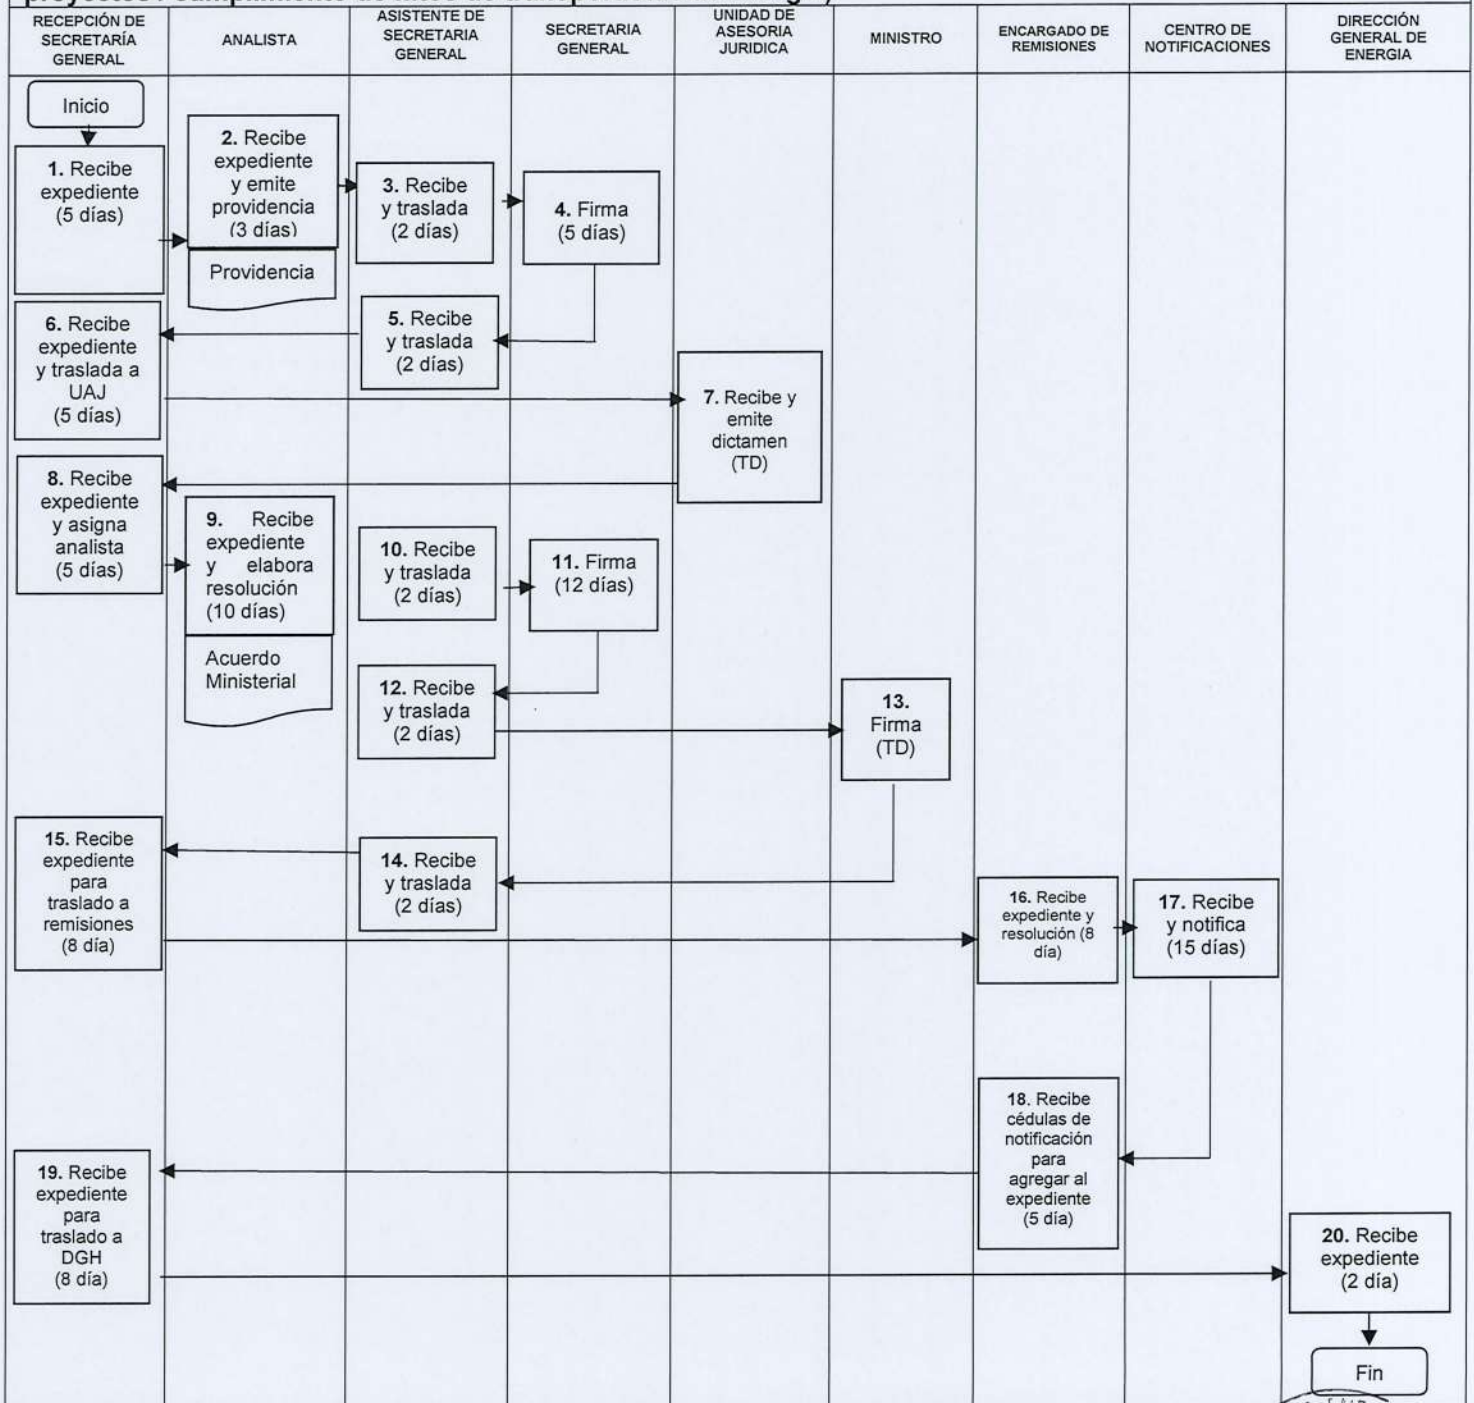 RECEPCIÓN DE
SECRETARÍA
GENERAL
ANALISTA
ASISTENTE DE
SECRETARIA
GENERAL
SECRETARIA
GENERAL
UNIDAD DE
ASESORIA
JURIDICA
MINISTRO
ENCARGADO DE
REMISIONES
CENTRO DE
NOTIFICACIONES
DIRECCIÓN
GENERAL DE
ENERGIA
Inicio
1. Recibe
expediente
(5 días)
2. Recibe
expediente
y emite
providencia
(3 días)
Providencia
3. Recibe
y traslada
(2 días)
4. Firma
(5 días)
5. Recibe
y traslada
(2 días)
6. Recibe
expediente
y traslada a
UAJ
(5 días)
7. Recibe y
emite
dictamen
(TD)
8. Recibe
expediente
y asigna
analista
(5 días)
9. Recibe
expediente
y elabora
resolución
(10 días)
Acuerdo
Ministerial
10. Recibe
y traslada
(2 días)
11. Firma
(12 días)
12. Recibe
y traslada
(2 días)
13.
Firma
(TD)
14. Recibe
y traslada
(2 días)
15. Recibe
expediente
para
traslado a
remisiones
(8 día)
16. Recibe
expediente y
resolución (8
día)
17. Recibe
y notifica
(15 días)
18. Recibe
cédulas de
notificación
para
agregar al
expediente
(5 día)
19. Recibe
expediente
para
traslado a
DGH
(8 día)
20. Recibe
expediente
(2 día)
Fin